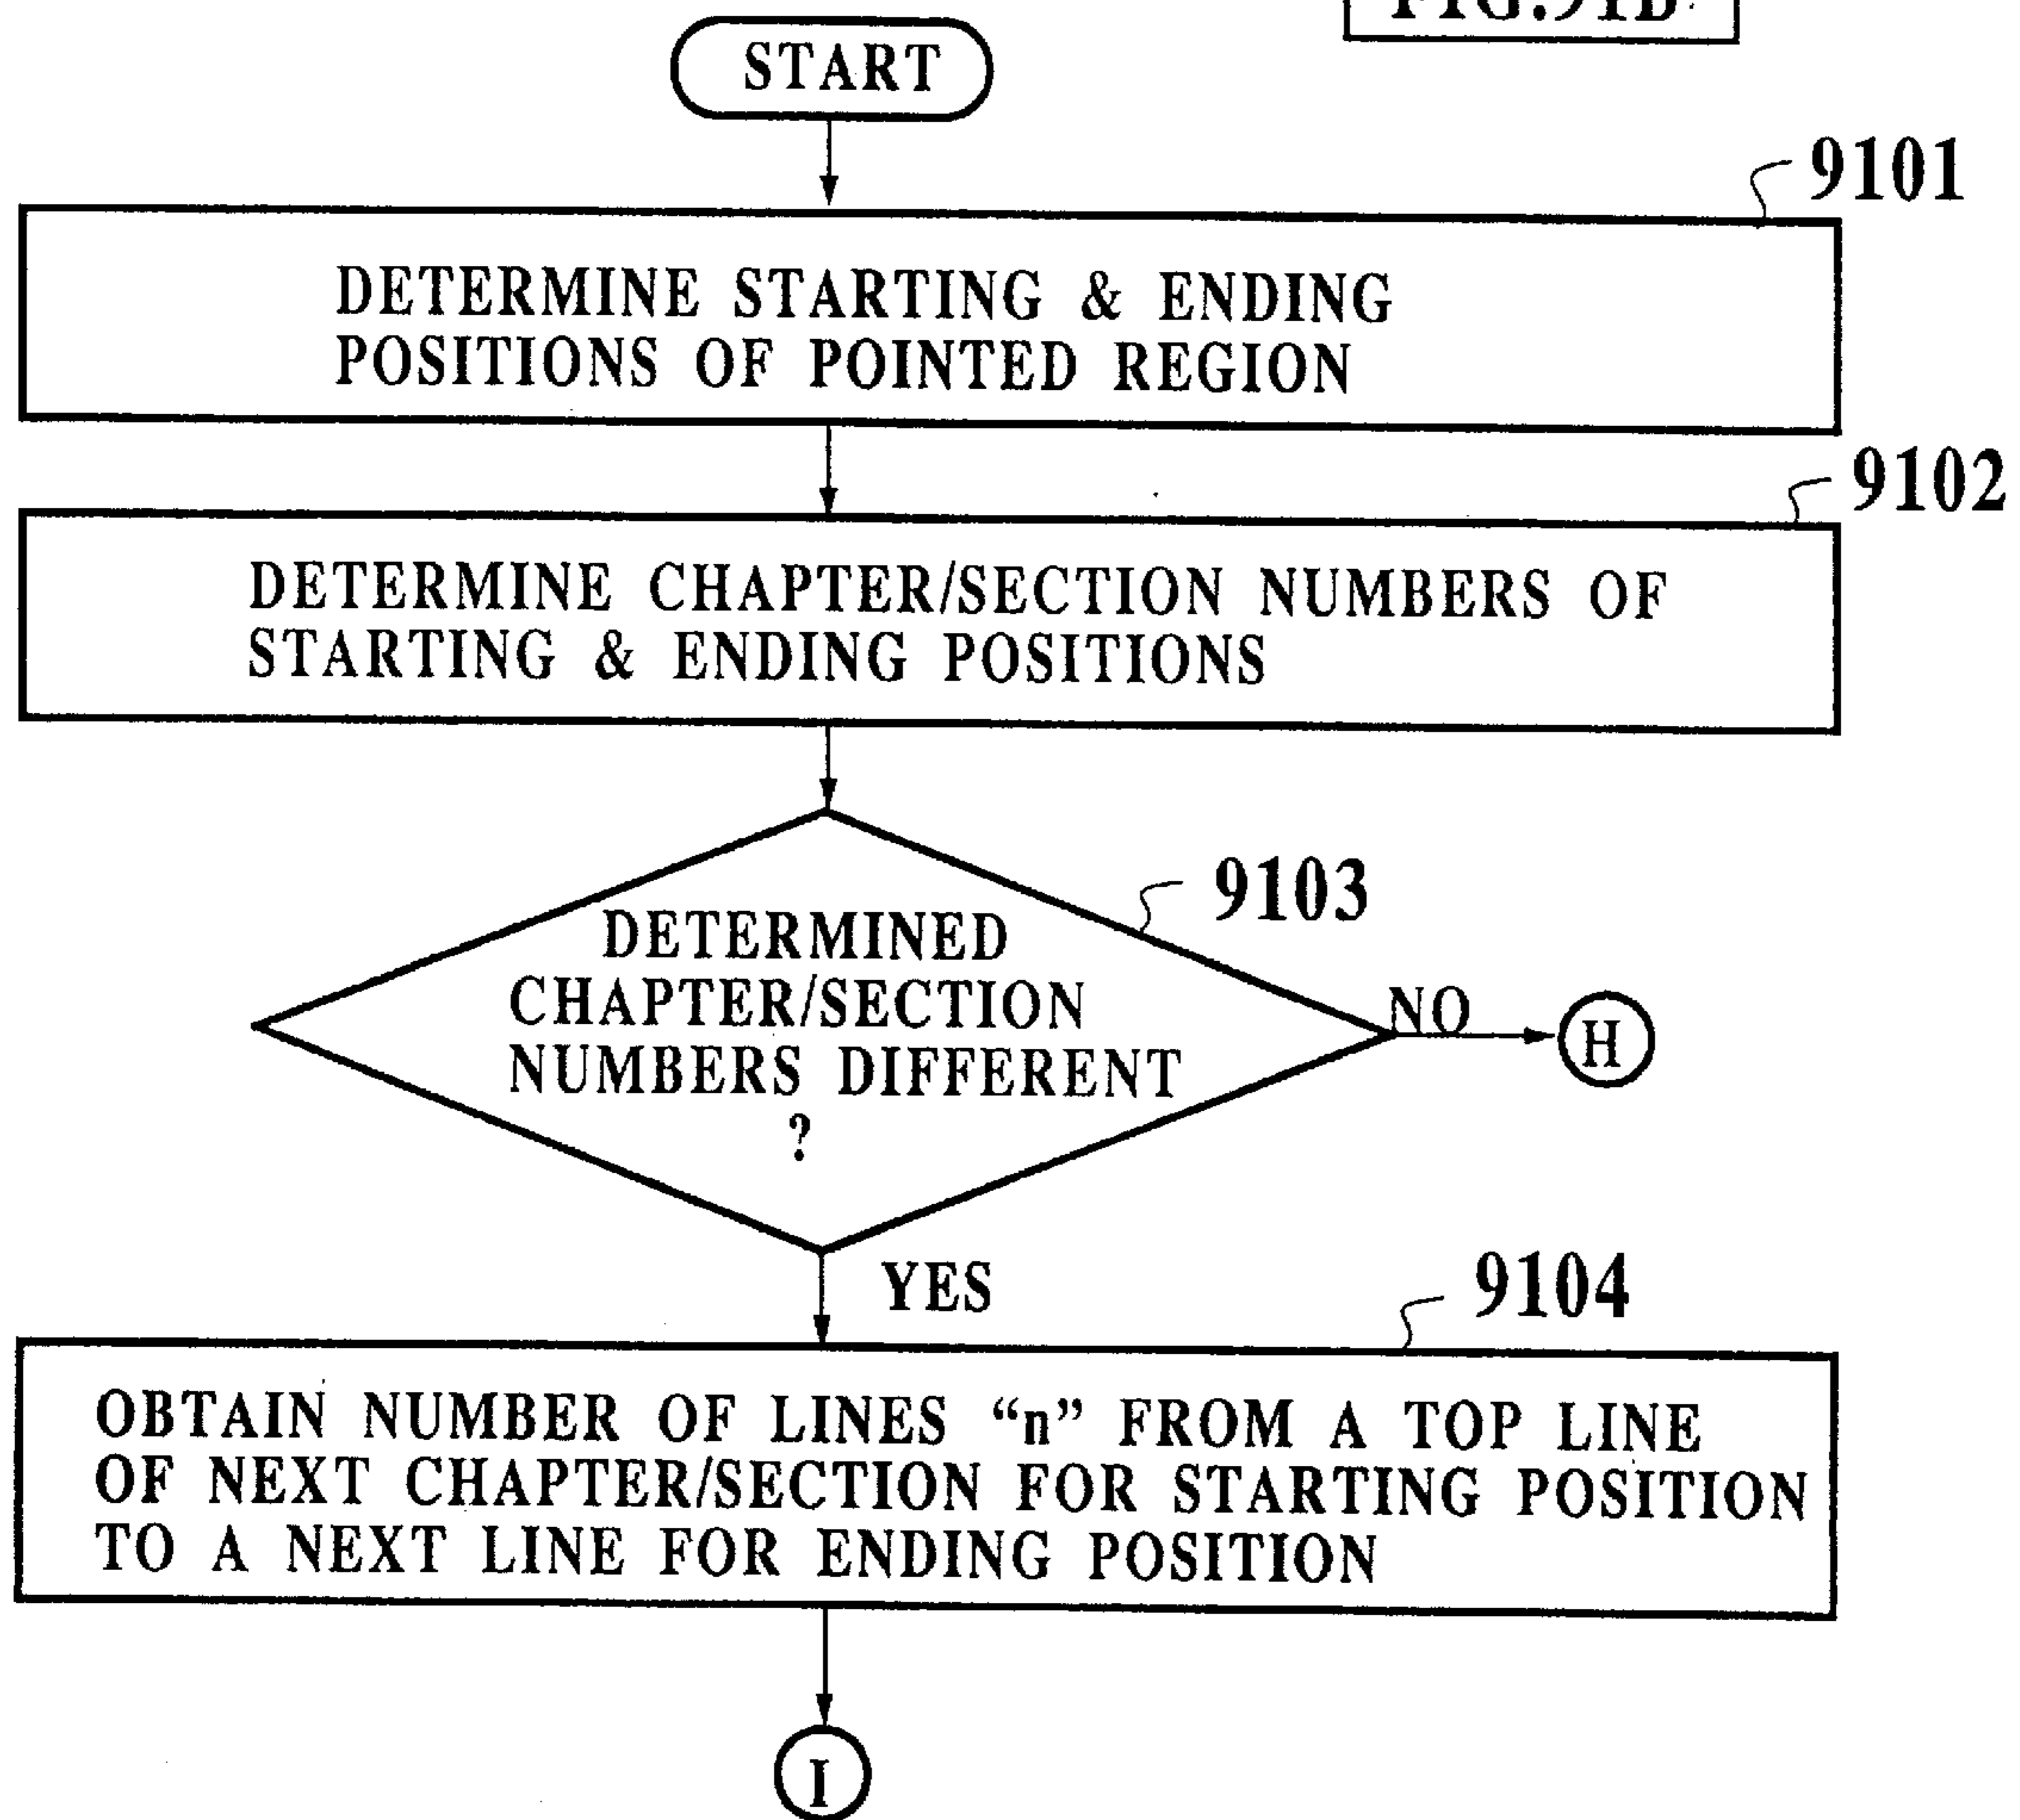 START
9101
DETERMINE STARTING & ENDING
POSITIONS OF POINTED REGION
9102
DETERMINE CHAPTER/SECTION NUMBERS OF
STARTING & ENDING POSITIONS
9103
DETERMINED
CHAPTER/SECTION
NUMBERS DIFFERENT
?
NO
H
YES
9104
OBTAIN NUMBER OF LINES “n” FROM A TOP LINE
OF NEXT CHAPTER/SECTION FOR STARTING POSITION
TO A NEXT LINE FOR ENDING POSITION
I